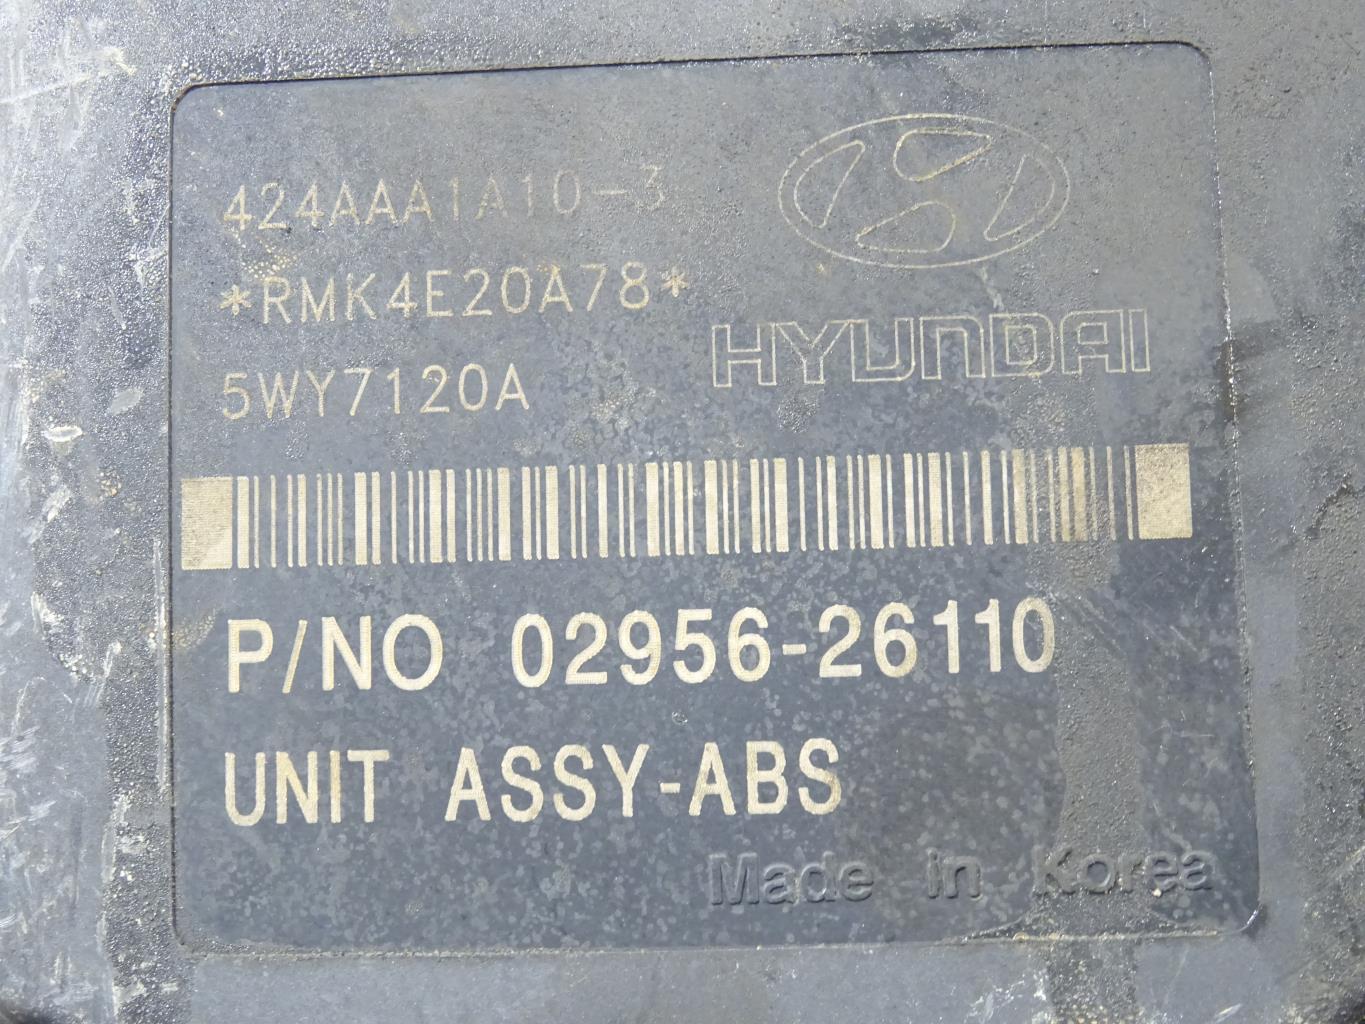 424AAA1A10-3
*RMK4E20A78*
5WY7120A
HYUNDAI
P/NO 02956-26110
UNIT ASSY-ABS
Made in Korea